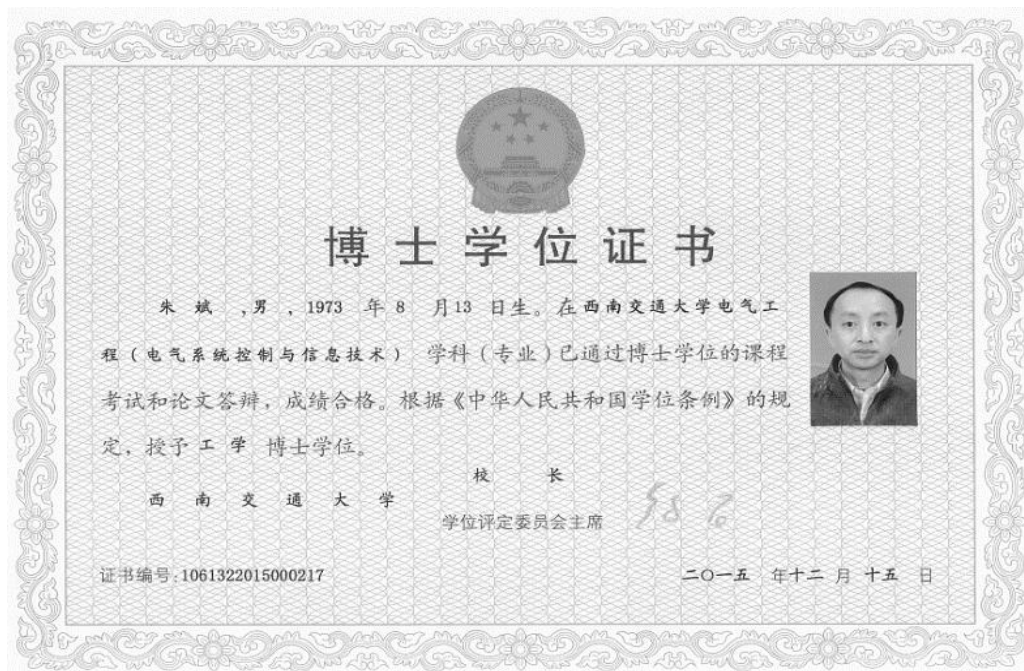 博士学位证书
朱斌,男,1973 年 8 月13 日生。在西南交通大学电气工
程(电气系统控制与信息技术) 学科(专业)已通过博士学位的课程
考试和论文答辩,成绩合格。根据《中华人民共和国学位条例》的规
定,授予 工学 博士学位。
校长
西南交通大学
学位评定委员会主席
证书编号:1061322015000217
二〇一五 年十二 月 十五 日